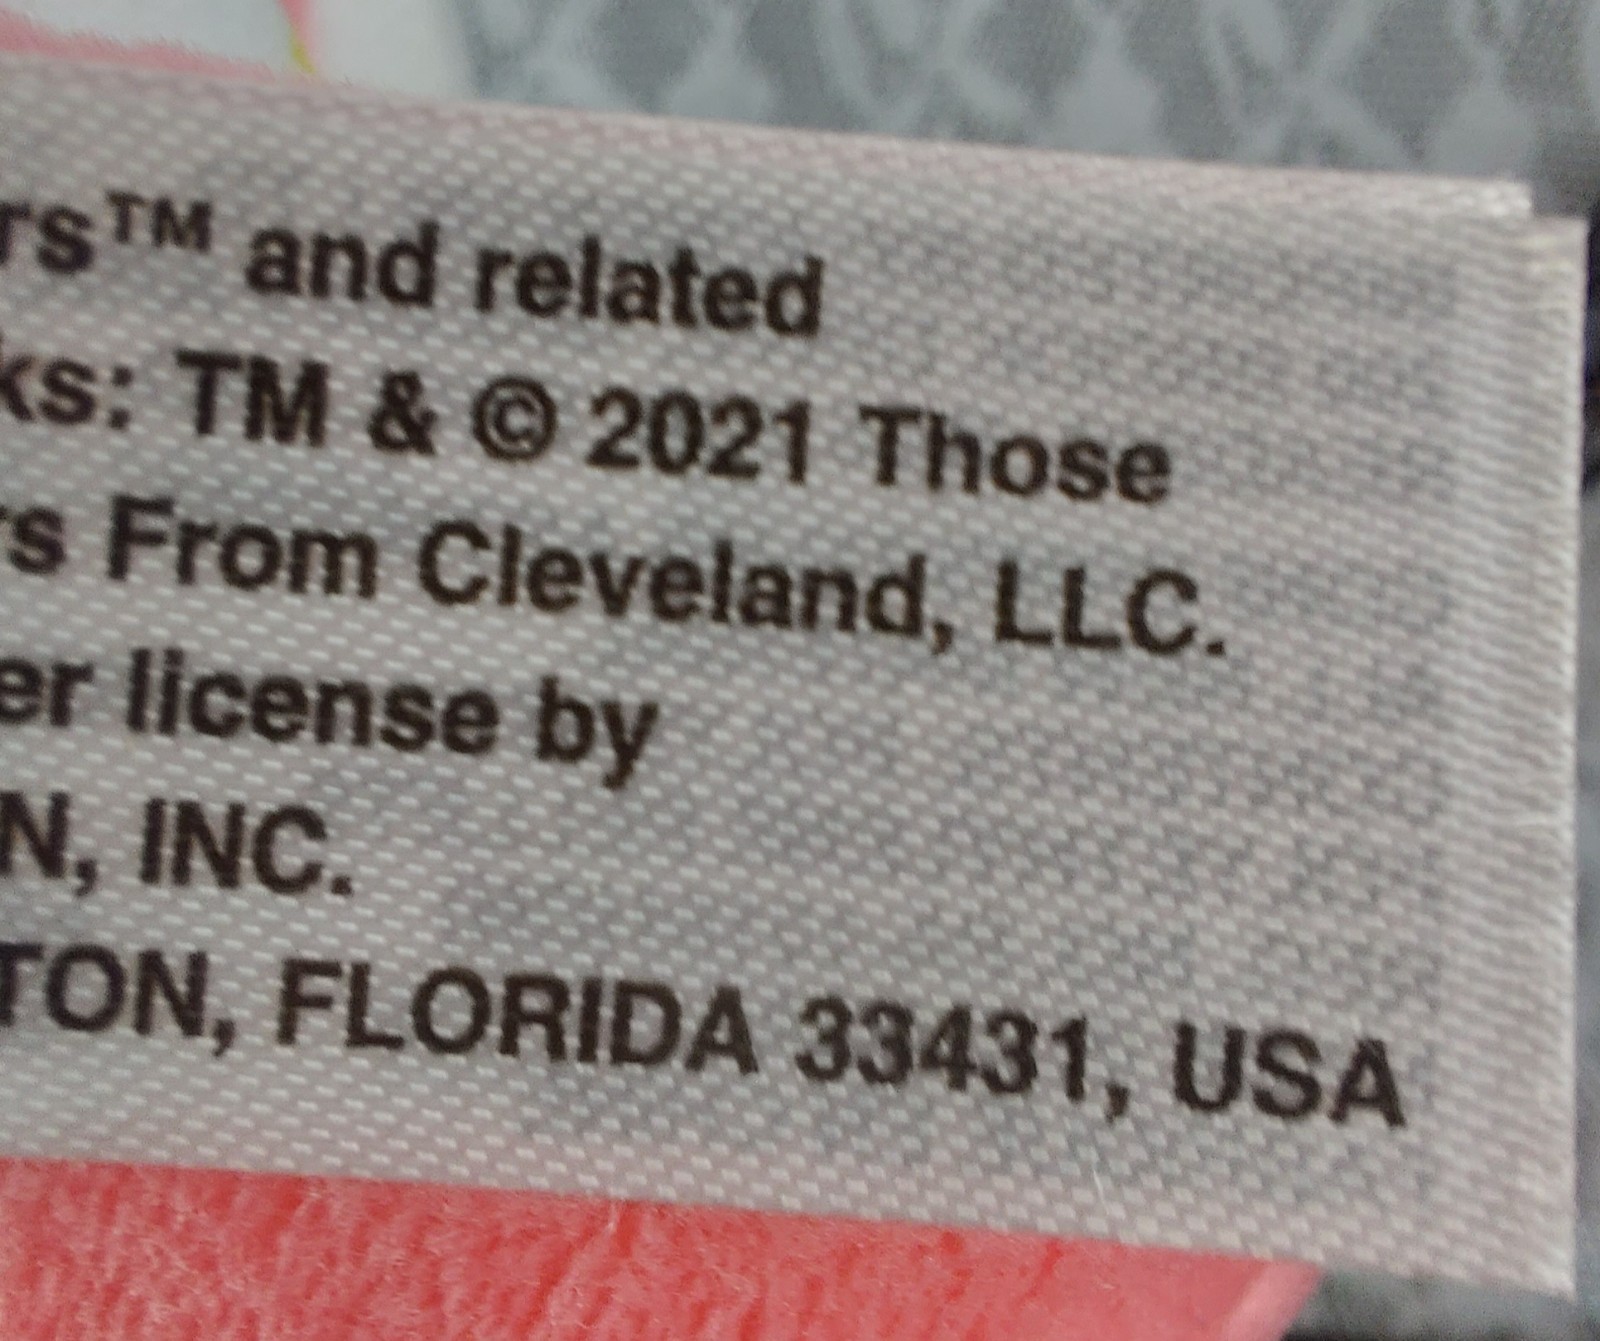 rs™ and related
ks: TM & © 2021 Those
rs From Cleveland, LLC.
er license by
N, INC.
TON, FLORIDA 33431, USA